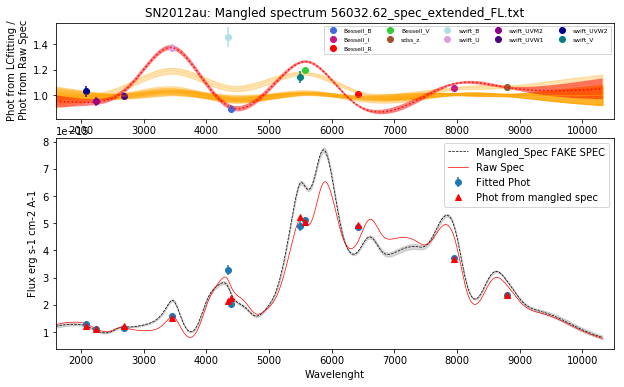 SN2012au: Mangled spectrum 56032.62_spec_extended_FL.txt
Phot from LCfitting /
Phot from Raw Spec
1.4
1.2
1.0
Bessell_B
Bessell_I
Bessell_R
Bessell_V
sdss_z
swift_B
swift_U
swift_UVM2
swift_UVW1
swift_UVW2
swift_V
2000 3000 4000 5000 6000 7000 8000 9000 10000
Flux erg s-1 cm-2 A-1
8
7
6
5
4
3
2
1
Mangled_Spec FAKE SPEC
Raw Spec
Fitted Phot
Phot from mangled spec
2000 3000 4000 5000 6000 7000 8000 9000 10000
Wavelenght